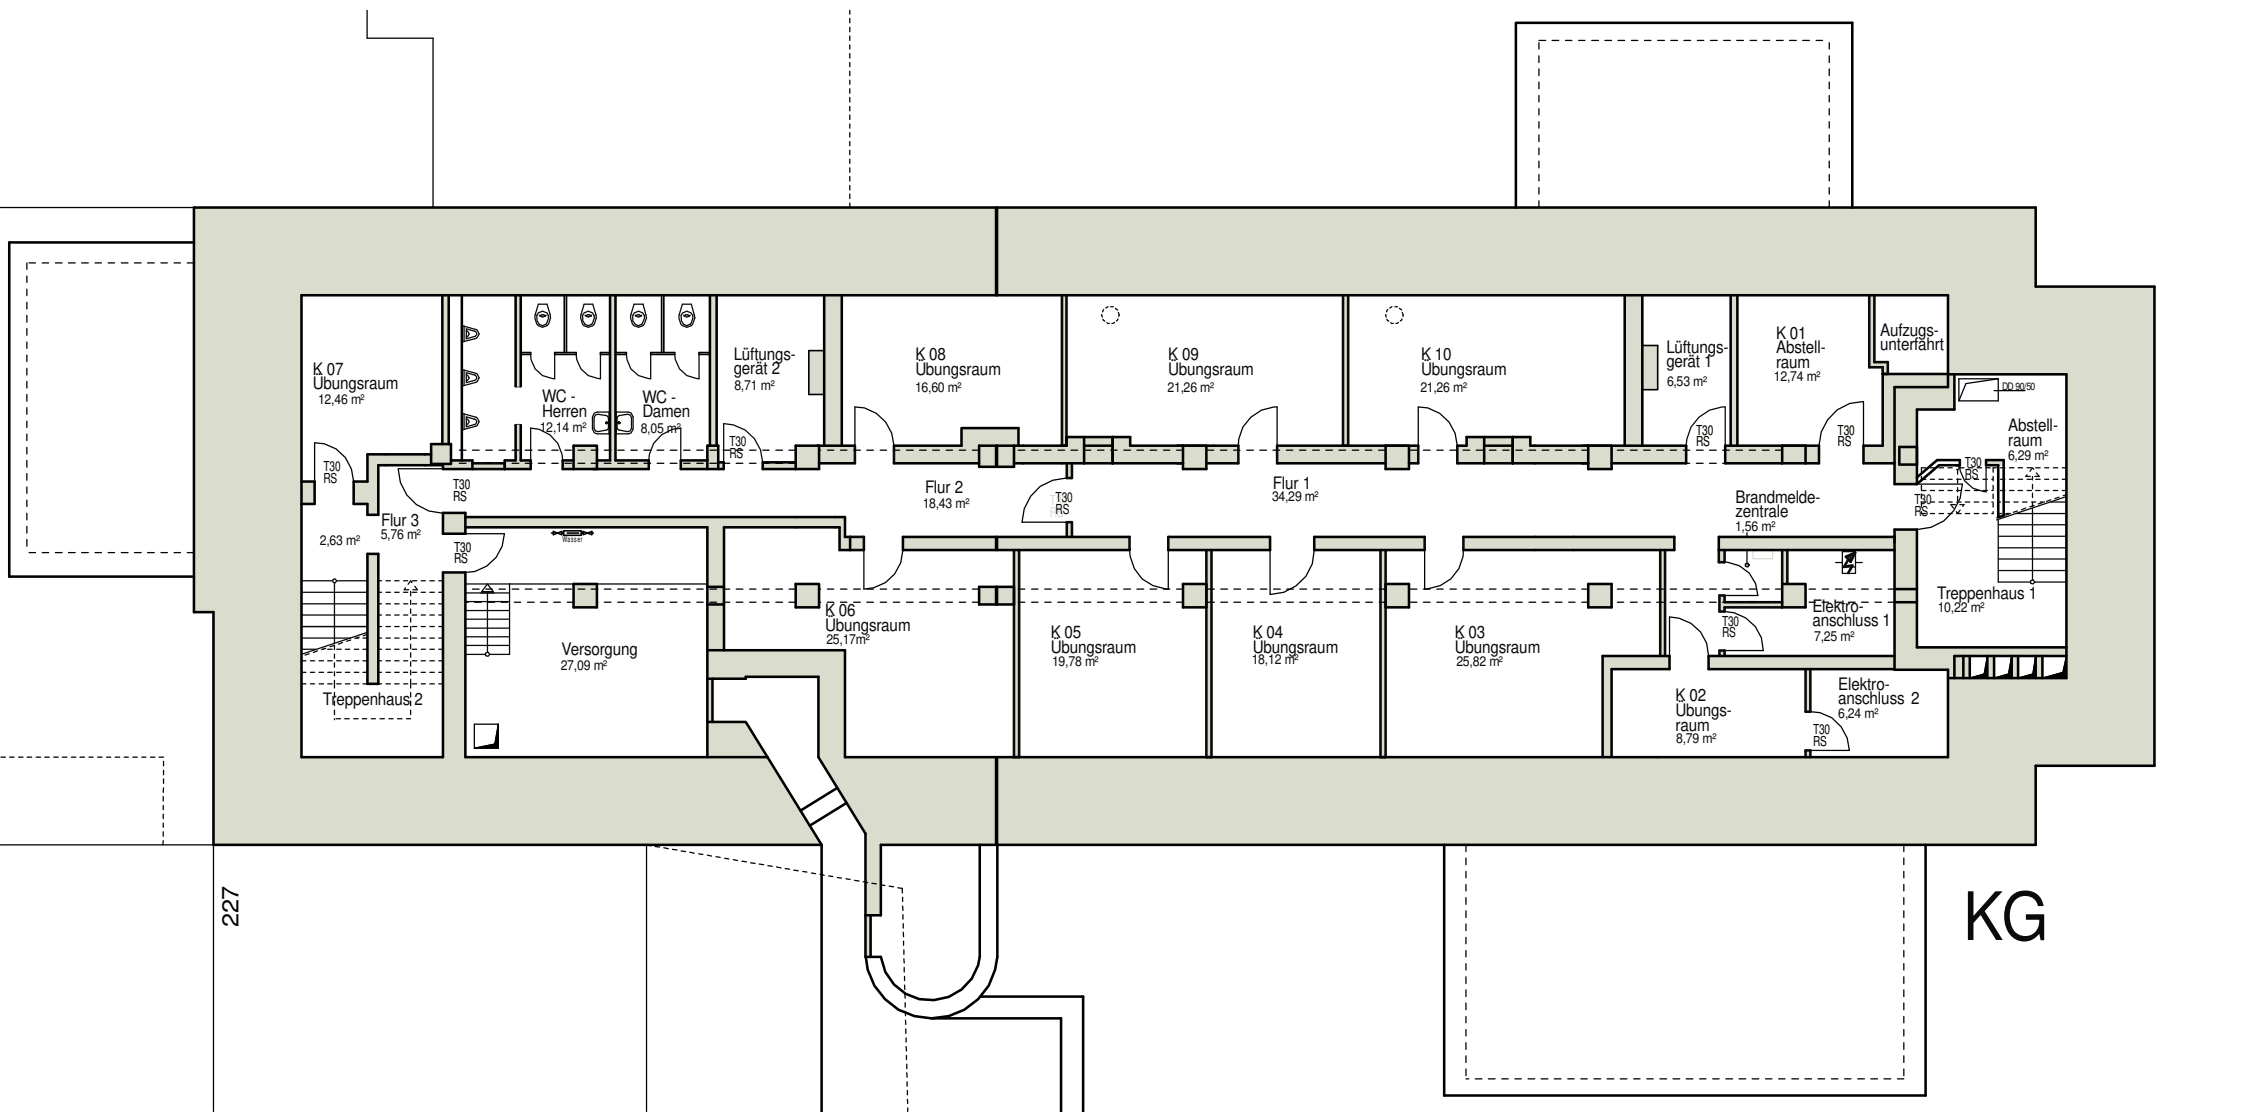 K 07
Übungsraum
12,46 m²
T30
RS
WC -
Herren
12,14 m²
WC -
Damen
8,05 m²
Lüftungs-
gerät 2
8,71 m²
T30
RS
K 08
Übungsraum
16,60 m²
K 09
Übungsraum
21,26 m²
K 10
Übungsraum
21,26 m²
Lüftungs-
gerät 1
6,53 m²
T30
RS
K 01
Abstell-
raum
12,74 m²
T30
RS
Aufzugs-
unterfahrt
DD 90/50
Abstell-
raum
6,29 m²
T30
RS
T30
RS
Flur 3
5,76 m²
2,63 m²
T30
RS
T30
RS
Wasser
Flur 2
18,43 m²
T30
RS
Flur 1
34,29 m²
Brandmelde-
zentrale
1,56 m²
Treppenhaus 1
10,22 m²
Elektro-
anschluss 1
7,25 m²
T30
RS
Treppenhaus 2
Versorgung
27,09 m²
K 06
Übungsraum
25,17m²
K 05
Übungsraum
19,78 m²
K 04
Übungsraum
18,12 m²
K 03
Übungsraum
25,82 m²
K 02
Übungs-
raum
8,79 m²
Elektro-
anschluss 2
6,24 m²
T30
RS
227
KG